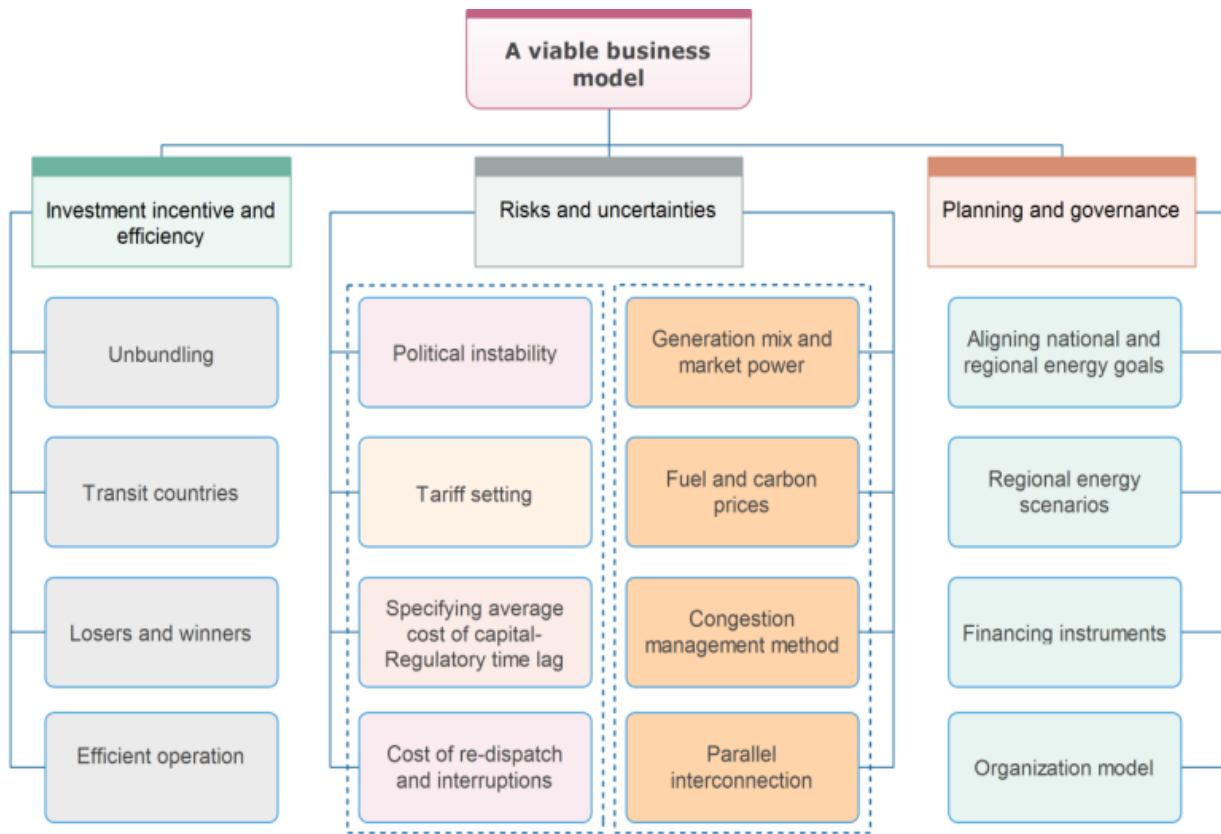 A viable business
model
Investment incentive and
efficiency
Risks and uncertainties
Planning and governance
Unbundling
Political instability
Generation mix and
market power
Aligning national and
regional energy goals
Transit countries
Tariff setting
Fuel and carbon
prices
Regional energy
scenarios
Losers and winners
Specifying average
cost of capital-
Regulatory time lag
Congestion
management method
Financing instruments
Efficient operation
Cost of re-dispatch
and interruptions
Parallel
interconnection
Organization model